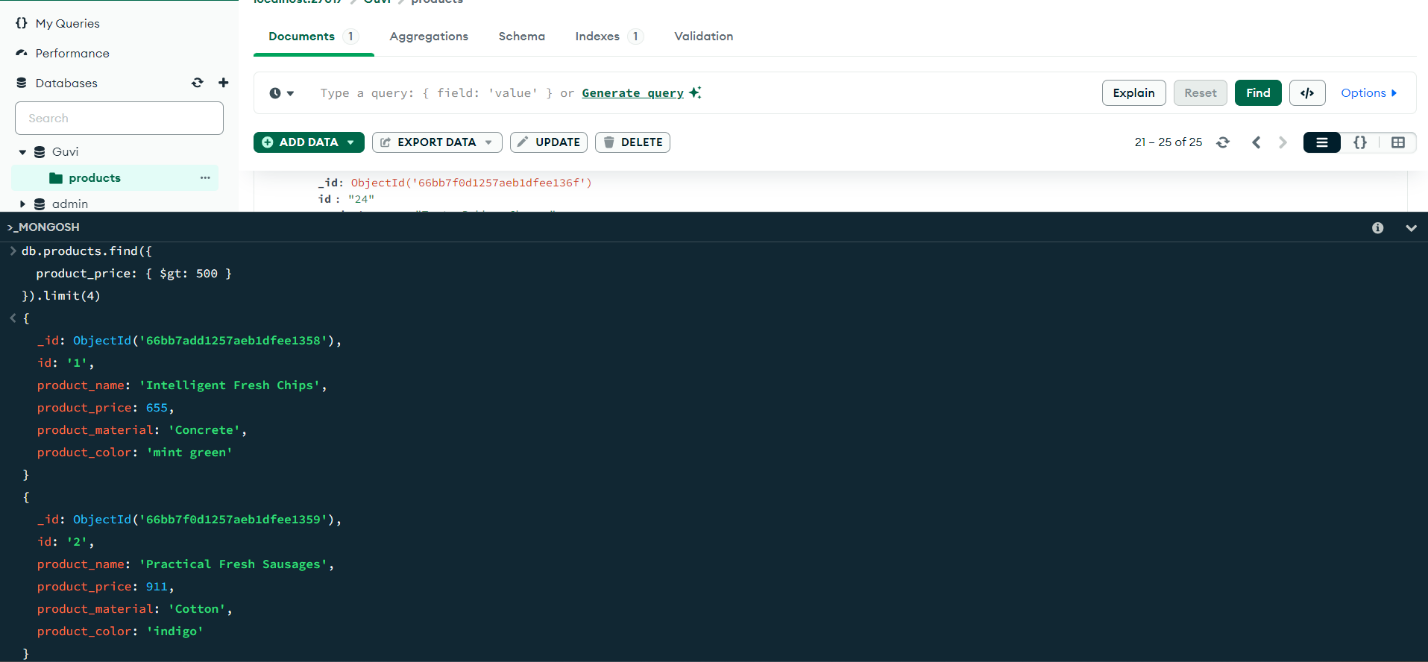 localhost:27017 > Guvi > products
{} My Queries
Performance
Databases
Search
Guvi
products
admin
Documents 1 Aggregations Schema Indexes 1 Validation
Type a query: { field: 'value' } or Generate query
Explain Reset Find </> Options
ADD DATA EXPORT DATA UPDATE DELETE
21 – 25 of 25 {}
_id: ObjectId('66bb7f0d1257aeb1dfee136f')
id : "24"
>_MONGOSH
> db.products.find({
product_price: { $gt: 500 }
}).limit(4)
< {
_id: ObjectId('66bb7add1257aeb1dfee1358'),
id: '1',
product_name: 'Intelligent Fresh Chips',
product_price: 655,
product_material: 'Concrete',
product_color: 'mint green'
}
{
_id: ObjectId('66bb7f0d1257aeb1dfee1359'),
id: '2',
product_name: 'Practical Fresh Sausages',
product_price: 911,
product_material: 'Cotton',
product_color: 'indigo'
}